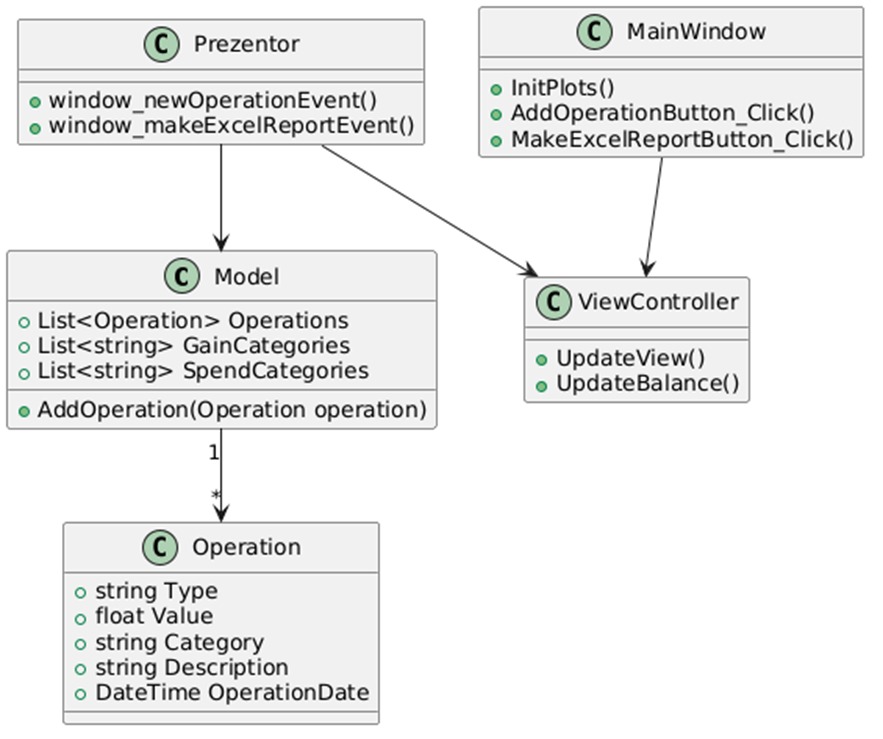 C Prezentor
window_newOperationEvent()
window_makeExcelReportEvent()
C MainWindow
InitPlots()
AddOperationButton_Click()
MakeExcelReportButton_Click()
C Model
List<Operation> Operations
List<string> GainCategories
List<string> SpendCategories
AddOperation(Operation operation)
C ViewController
UpdateView()
UpdateBalance()
1
*
C Operation
string Type
float Value
string Category
string Description
DateTime OperationDate